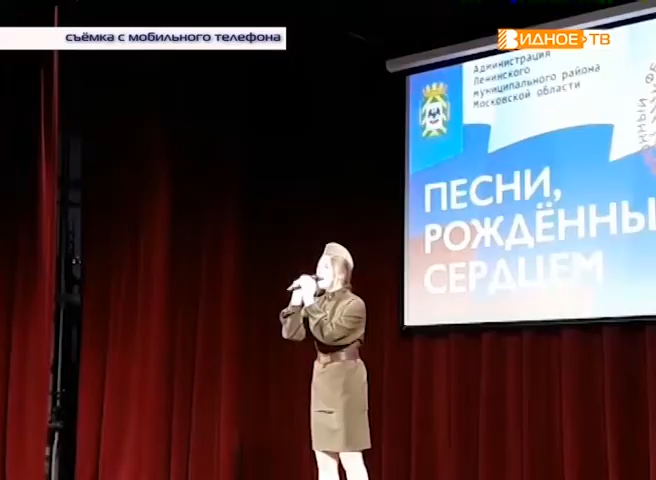 съёмка с мобильного телефона
ВИДНОЕ ТВ
Администрация
Ленинского
муниципального района
Московской области
ПЕСНИ,
РОЖДЁННЫ
СЕРДЦЕМ